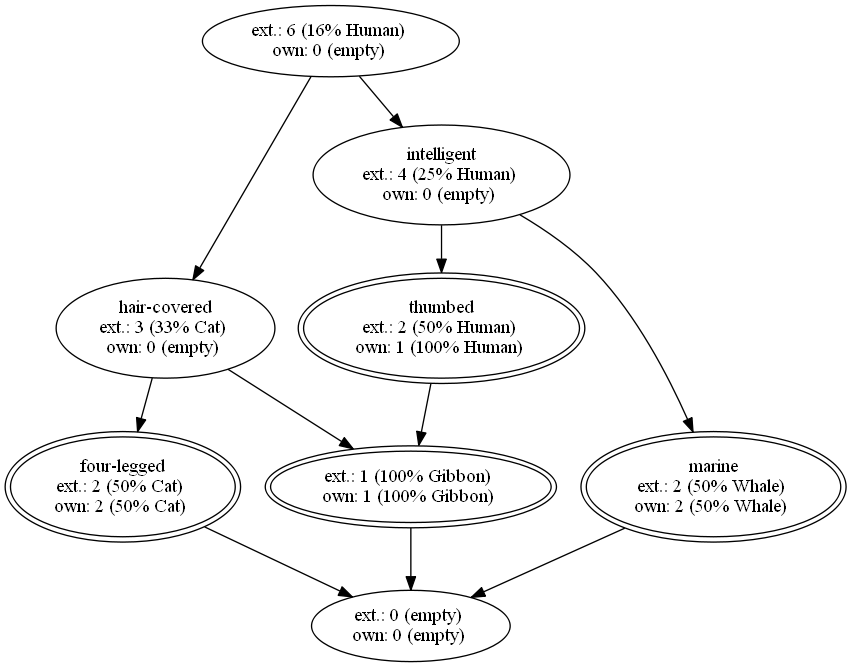 ext.: 6 (16% Human)
own: 0 (empty)
intelligent
ext.: 4 (25% Human)
own: 0 (empty)
hair-covered
ext.: 3 (33% Cat)
own: 0 (empty)
thumbed
ext.: 2 (50% Human)
own: 1 (100% Human)
four-legged
ext.: 2 (50% Cat)
own: 2 (50% Cat)
ext.: 1 (100% Gibbon)
own: 1 (100% Gibbon)
marine
ext.: 2 (50% Whale)
own: 2 (50% Whale)
ext.: 0 (empty)
own: 0 (empty)